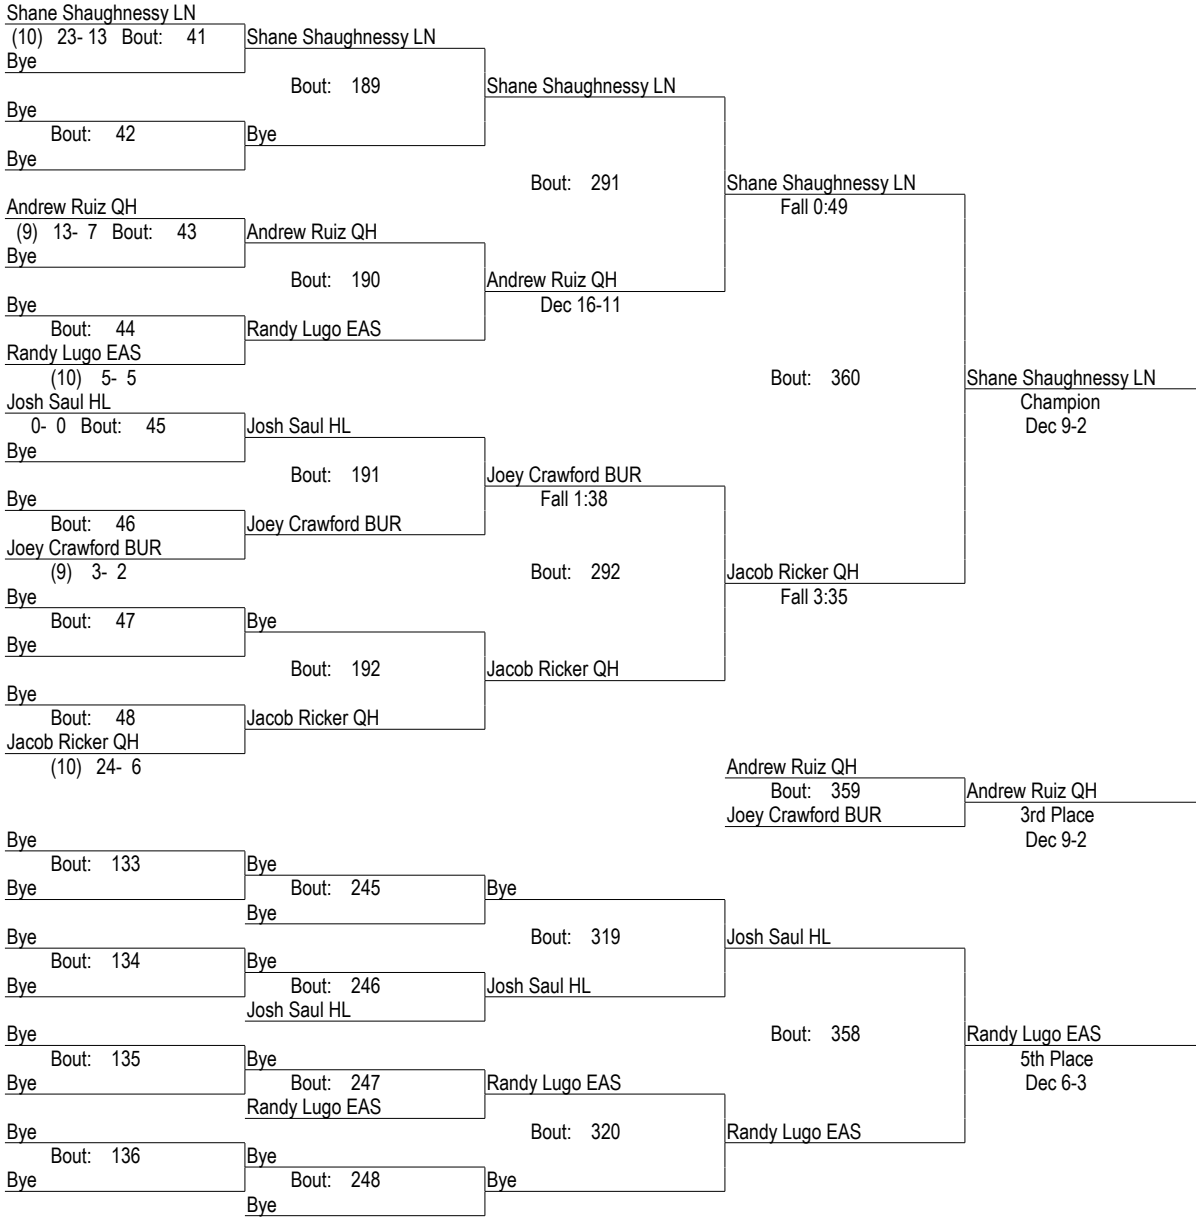 Shane Shaughnessy LN
(10) 23- 13 Bout: 41 Shane Shaughnessy LN
Bye
Bout: 189 Shane Shaughnessy LN
Bye
Bout: 42 Bye
Bye
Bout: 291 Shane Shaughnessy LN
Andrew Ruiz QH Fall 0:49
(9) 13- 7 Bout: 43 Andrew Ruiz QH
Bye
Bout: 190 Andrew Ruiz QH
Bye Dec 16-11
Bout: 44 Randy Lugo EAS
Randy Lugo EAS
(10) 5- 5 Bout: 360 Shane Shaughnessy LN
Josh Saul HL Champion
0- 0 Bout: 45 Josh Saul HL Dec 9-2
Bye
Bout: 191 Joey Crawford BUR
Bye Fall 1:38
Bout: 46 Joey Crawford BUR
Joey Crawford BUR
(9) 3- 2 Bout: 292 Jacob Ricker QH
Bye Fall 3:35
Bout: 47 Bye
Bye
Bout: 192 Jacob Ricker QH
Bye
Bout: 48 Jacob Ricker QH
Jacob Ricker QH
(10) 24- 6 Andrew Ruiz QH
Bout: 359 Andrew Ruiz QH
Joey Crawford BUR 3rd Place
Bye Dec 9-2
Bout: 133 Bye
Bye Bout: 245 Bye
Bye
Bye Bout: 319 Josh Saul HL
Bout: 134 Bye
Bye Bout: 246 Josh Saul HL
Josh Saul HL
Bye Bout: 358 Randy Lugo EAS
Bout: 135 Bye 5th Place
Bye Bout: 247 Randy Lugo EAS Dec 6-3
Randy Lugo EAS
Bye Bout: 320 Randy Lugo EAS
Bout: 136 Bye
Bye Bout: 248 Bye
Bye